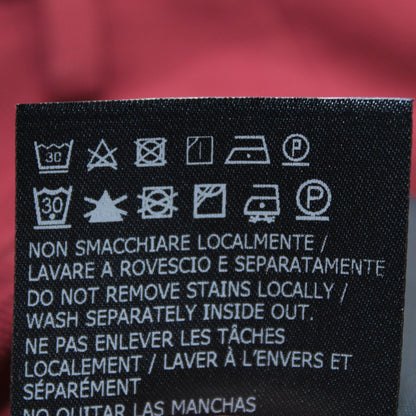 30 P
30 P
NON SMACCHIARE LOCALMENTE /
LAVARE A ROVESCIO E SEPARATAMENTE
DO NOT REMOVE STAINS LOCALLY /
WASH SEPARATELY INSIDE OUT.
NE PAS ENLEVER LES TÂCHES
LOCALEMENT / LAVER À L'ENVERS ET
SÉPARÉMENT
NO QUITAR LAS MANCHAS